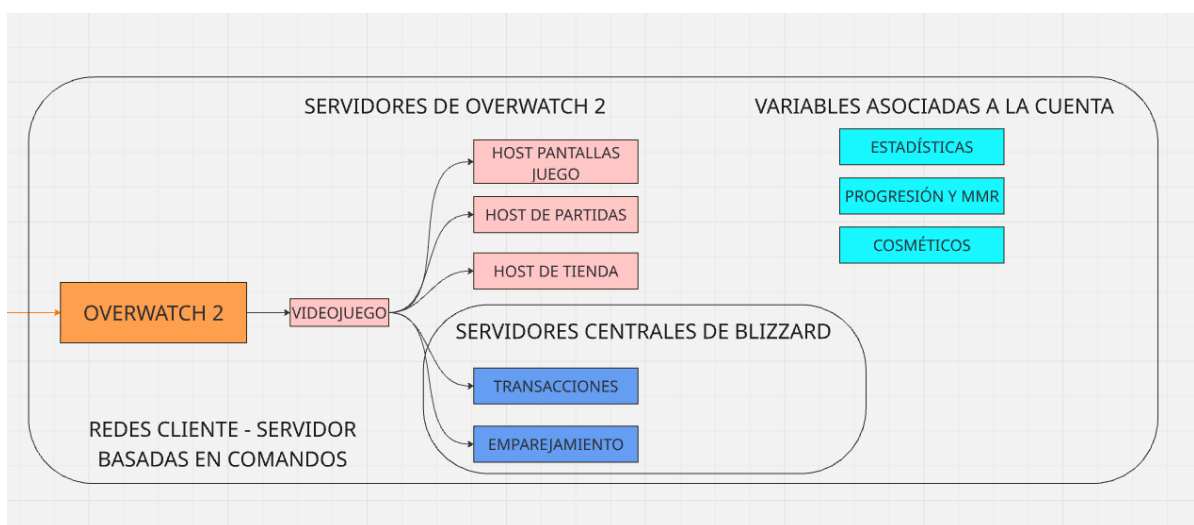 SERVIDORES DE OVERWATCH 2
VARIABLES ASOCIADAS A LA CUENTA
HOST PANTALLAS
JUEGO
HOST DE PARTIDAS
HOST DE TIENDA
ESTADÍSTICAS
PROGRESIÓN Y MMR
COSMÉTICOS
OVERWATCH 2
VIDEOJUEGO
SERVIDORES CENTRALES DE BLIZZARD
TRANSACCIONES
EMPAREJAMIENTO
REDES CLIENTE - SERVIDOR
BASADAS EN COMANDOS